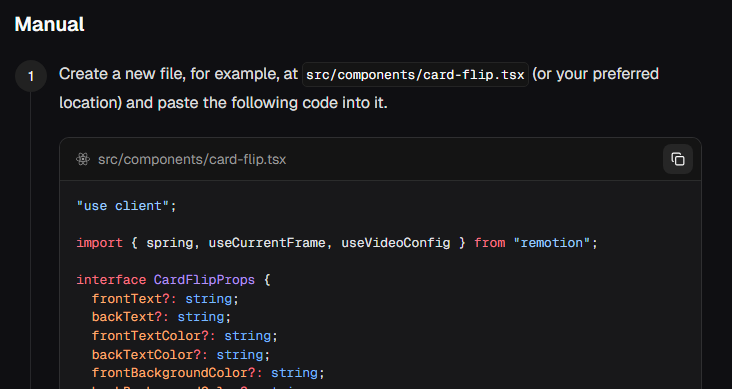 Manual
1
Create a new file, for example, at src/components/card-flip.tsx (or your preferred
location) and paste the following code into it.
src/components/card-flip.tsx
"use client";
import { spring, useCurrentFrame, useVideoConfig } from "remotion";
interface CardFlipProps {
frontText?: string;
backText?: string;
frontTextColor?: string;
backTextColor?: string;
frontBackgroundColor?: string;